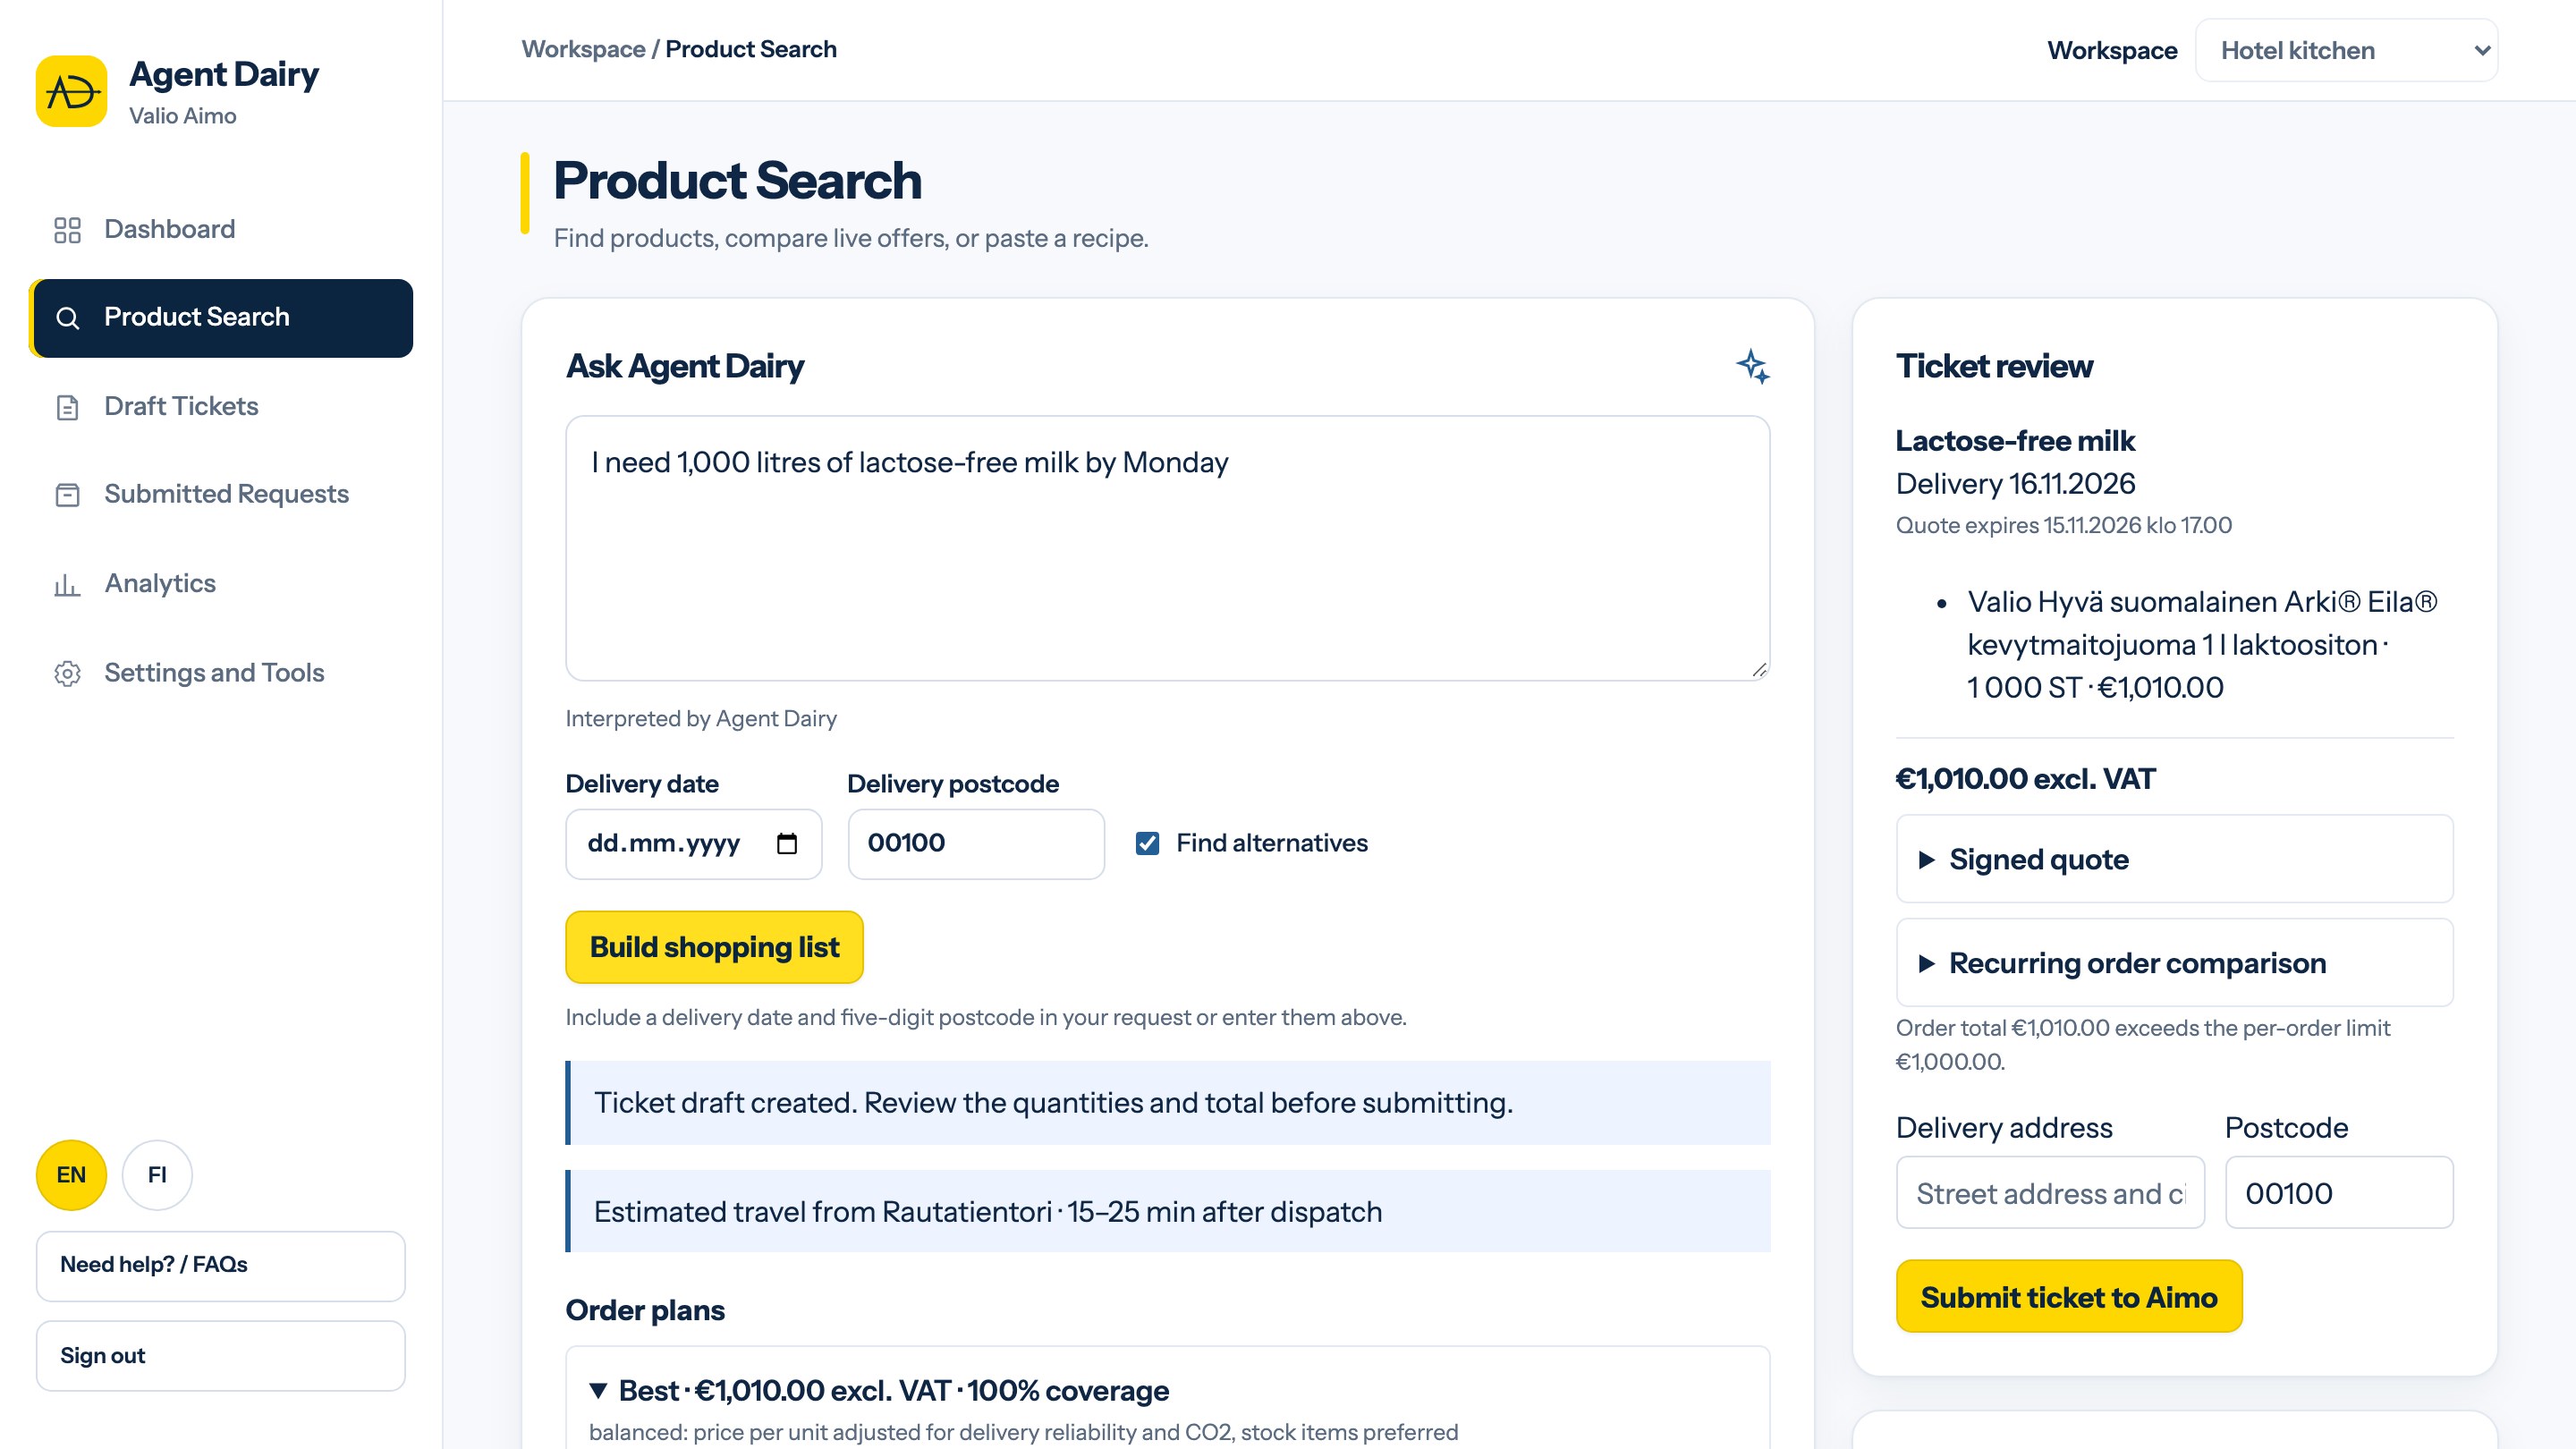 Agent Dairy
Valio Aimo
Dashboard
Product Search
Draft Tickets
Submitted Requests
Analytics
Settings and Tools
EN
FI
Need help? / FAQs
Sign out
Workspace / Product Search
Workspace
Hotel kitchen
Product Search
Find products, compare live offers, or paste a recipe.
Ask Agent Dairy
I need 1,000 litres of lactose-free milk by Monday
Interpreted by Agent Dairy
Delivery date
Delivery postcode
dd.mm.yyyy
00100
Find alternatives
Build shopping list
Include a delivery date and five-digit postcode in your request or enter them above.
Ticket draft created. Review the quantities and total before submitting.
Estimated travel from Rautatientori · 15–25 min after dispatch
Order plans
Best · €1,010.00 excl. VAT · 100% coverage
balanced: price per unit adjusted for delivery reliability and CO2, stock items preferred
Ticket review
Lactose-free milk
Delivery 16.11.2026
Quote expires 15.11.2026 klo 17.00
• Valio Hyvä suomalainen Arki® Eila®
kevytmaitojuoma 1 l laktoositon ·
1 000 ST · €1,010.00
€1,010.00 excl. VAT
Signed quote
Recurring order comparison
Order total €1,010.00 exceeds the per-order limit
€1,000.00.
Delivery address
Postcode
Street address and ci
00100
Submit ticket to Aimo